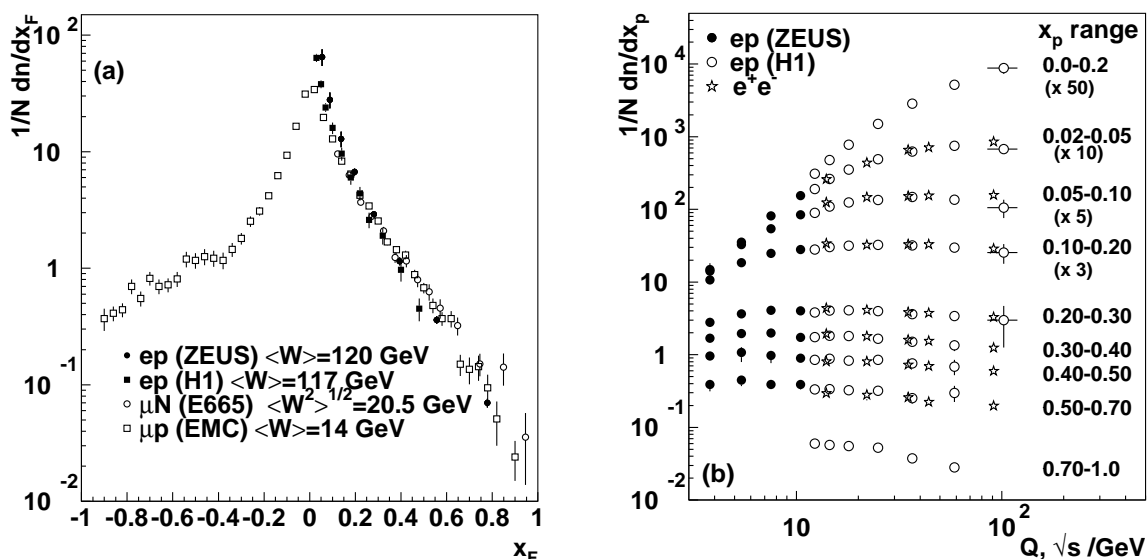 1/N dn/dx_F
(a)
10^2
10
1
10^-1
10^-2
ep (ZEUS) <W>=120 GeV
ep (H1) <W>=117 GeV
μN (E665) <W^2>^1/2=20.5 GeV
μp (EMC) <W>=14 GeV
-1 -0.8 -0.6 -0.4 -0.2 0 0.2 0.4 0.6 0.8 1
x_F
1/N dn/dx_p
ep (ZEUS)
ep (H1)
e^+e^-
10^4
10^3
10^2
10
1
10^-1
10^-2
x_p range
0.0-0.2
(x 50)
0.02-0.05
(x 10)
0.05-0.10
(x 5)
0.10-0.20
(x 3)
0.20-0.30
0.30-0.40
0.40-0.50
0.50-0.70
0.70-1.0
(b)
10 10^2
Q, √s /GeV